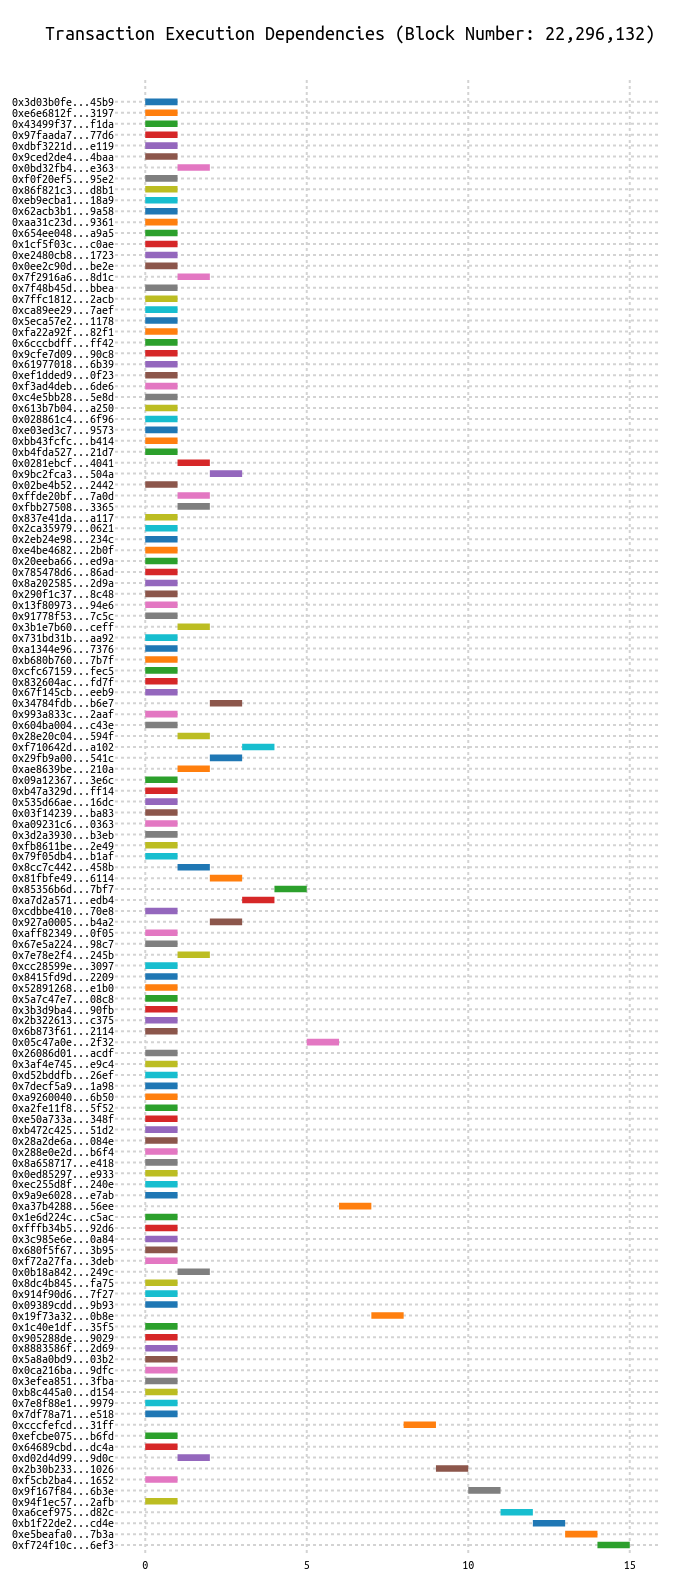 Transaction Execution Dependencies (Block Number: 22,296,132)
0x3d03b0fe...45b9
0xe6e6812f...3197
0x43499f37...f1da
0x97faada7...77d6
0xdbf3221d...e119
0x9ced2de4...4baa
0x0bd32fb4...e363
0xf0f20ef5...95e2
0x86f821c3...d8b1
0xeb9ecba1...18a9
0x62acb3b1...9a58
0xaa31c23d...9361
0x654ee048...a9a5
0x1cf5f03c...c0ae
0xe2480cb8...1723
0x0ee2c90d...be2e
0x7f2916a6...8d1c
0x7f48b45d...bbea
0x7ffc1812...2acb
0xca89ee29...7aef
0x5eca57e2...1178
0xfa22a92f...82f1
0x6cccbdff...ff42
0x9cfe7d09...90c8
0x61977018...6b39
0xef1dded9...0f23
0xf3ad4deb...6de6
0xc4e5bb28...5e8d
0x613b7b04...a250
0x028861c4...6f96
0xe03ed3c7...9573
0xbb43fcfc...b414
0xb4fda527...21d7
0x0281ebcf...4041
0x9bc2fca3...504a
0x02be4b52...2442
0xffde20bf...7a0d
0xfbb27508...3365
0x837e41da...a117
0x2ca35979...0621
0x2eb24e98...234c
0xe4be4682...2b0f
0x20eeba66...ed9a
0x785478d6...86ad
0x8a202585...2d9a
0x290f1c37...8c48
0x13f80973...94e6
0x91778f53...7c5c
0x3b1e7b60...ceff
0x731bd31b...aa92
0xa1344e96...7376
0xb680b760...7b7f
0xcfc67159...fec5
0x832604ac...fd7f
0x67f145cb...eeb9
0x34784fdb...b6e7
0x993a833c...2aaf
0x604ba004...c43e
0x28e20c04...594f
0xf710642d...a102
0x29fb9a00...541c
0xae8639be...210a
0x09a12367...3e6c
0xb47a329d...ff14
0x535d66ae...16dc
0x03f14239...ba83
0xa09231c6...0363
0x3d2a3930...b3eb
0xfb8611be...2e49
0x79f05db4...b1af
0x8cc7c442...458b
0x81fbfe49...6114
0x85356b6d...7bf7
0xa7d2a571...edb4
0xcdbbe410...70e8
0x927a0005...b4a2
0xaff82349...0f05
0x67e5a224...98c7
0x7e78e2f4...245b
0xcc28599e...3097
0x8415fd9d...2209
0x52891268...e1b0
0x5a7c47e7...08c8
0x3b3d9ba4...90fb
0x2b322613...c375
0x6b873f61...2114
0x05c47a0e...2f32
0x26086d01...acdf
0x3af4e745...e9c4
0xd52bddfb...26ef
0x7decf5a9...1a98
0xa9260040...6b50
0xa2fe11f8...5f52
0xe50a733a...348f
0xb472c425...51d2
0x28a2de6a...084e
0x288e0e2d...b6f4
0x8a658717...e418
0x0ed85297...e933
0xec255d8f...240e
0x9a9e6028...e7ab
0xa37b4288...56ee
0x1e6d224c...c5ac
0xfffb34b5...92d6
0x3c985e6e...0a84
0x680f5f67...3b95
0xf72a27fa...3deb
0x0b18a842...249c
0x8dc4b845...fa75
0x914f90d6...7f27
0x09389cdd...9b93
0x19f73a32...0b8e
0x1c40e1df...35f5
0x905288de...9029
0x8883586f...2d69
0x5a8a0bd9...03b2
0x0ca216ba...9dfc
0x3efea851...3fba
0xb8c445a0...d154
0x7e8f88e1...9979
0x7df78a71...e518
0xcccfefcd...31ff
0xefcbe075...b6fd
0x64689cbd...dc4a
0xd02d4d99...9d0c
0x2b30b233...1026
0xf5cb2ba4...1652
0x9f167f84...6b3e
0x94f1ec57...2afb
0xa6cef975...d82c
0xb1f22de2...cd4e
0xe5beafa0...7b3a
0xf724f10c...6ef3
0 5 10 15